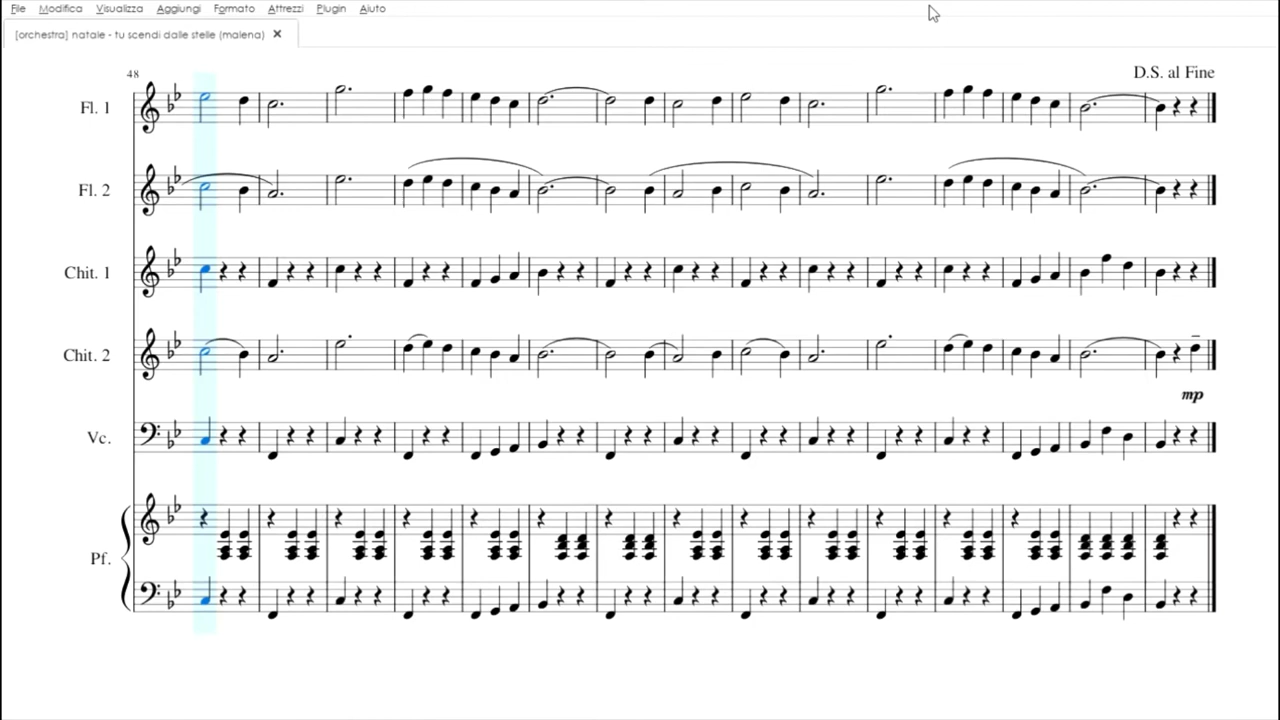 File Modifica Visualizza Aggiungi Formato Attrezzi Plugin Aiuto
[orchestra] natale - tu scendi dalle stelle (malena) ✕
48
D.S. al Fine
Fl. 1
Fl. 2
Chit. 1
Chit. 2
mp
Vc.
Pf.